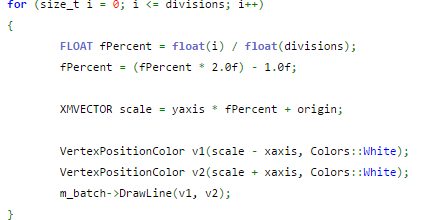 for (size_t i = 0; i <= divisions; i++)
{
FLOAT fPercent = float(i) / float(divisions);
fPercent = (fPercent * 2.0f) - 1.0f;
XMVECTOR scale = yaxis * fPercent + origin;
VertexPositionColor v1(scale - xaxis, Colors::White);
VertexPositionColor v2(scale + xaxis, Colors::White);
m_batch->DrawLine(v1, v2);
}